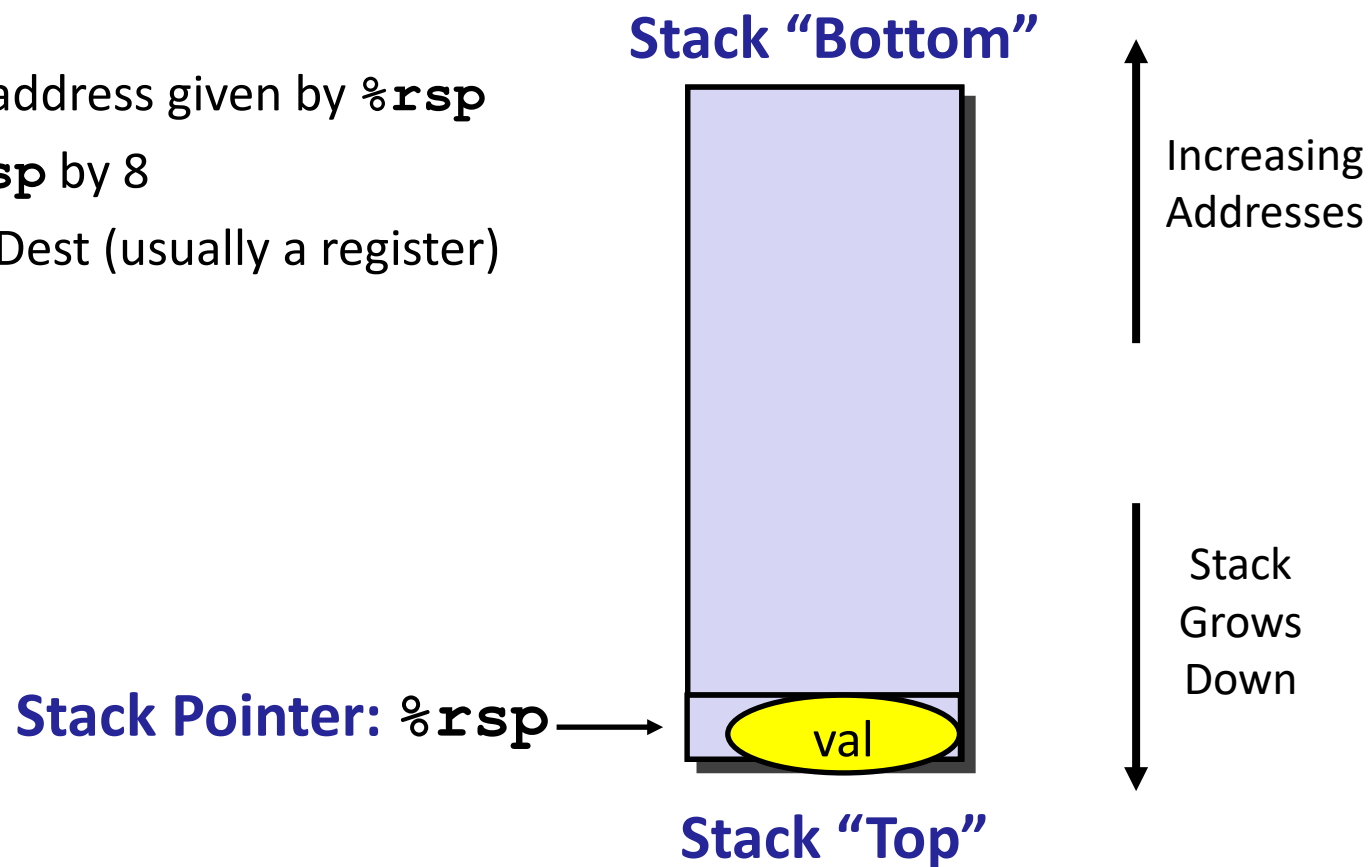 Stack “Bottom”
address given by %rsp
sp by 8
Dest (usually a register)
Increasing
Addresses
Stack
Grows
Down
Stack Pointer: %rsp
val
Stack “Top”